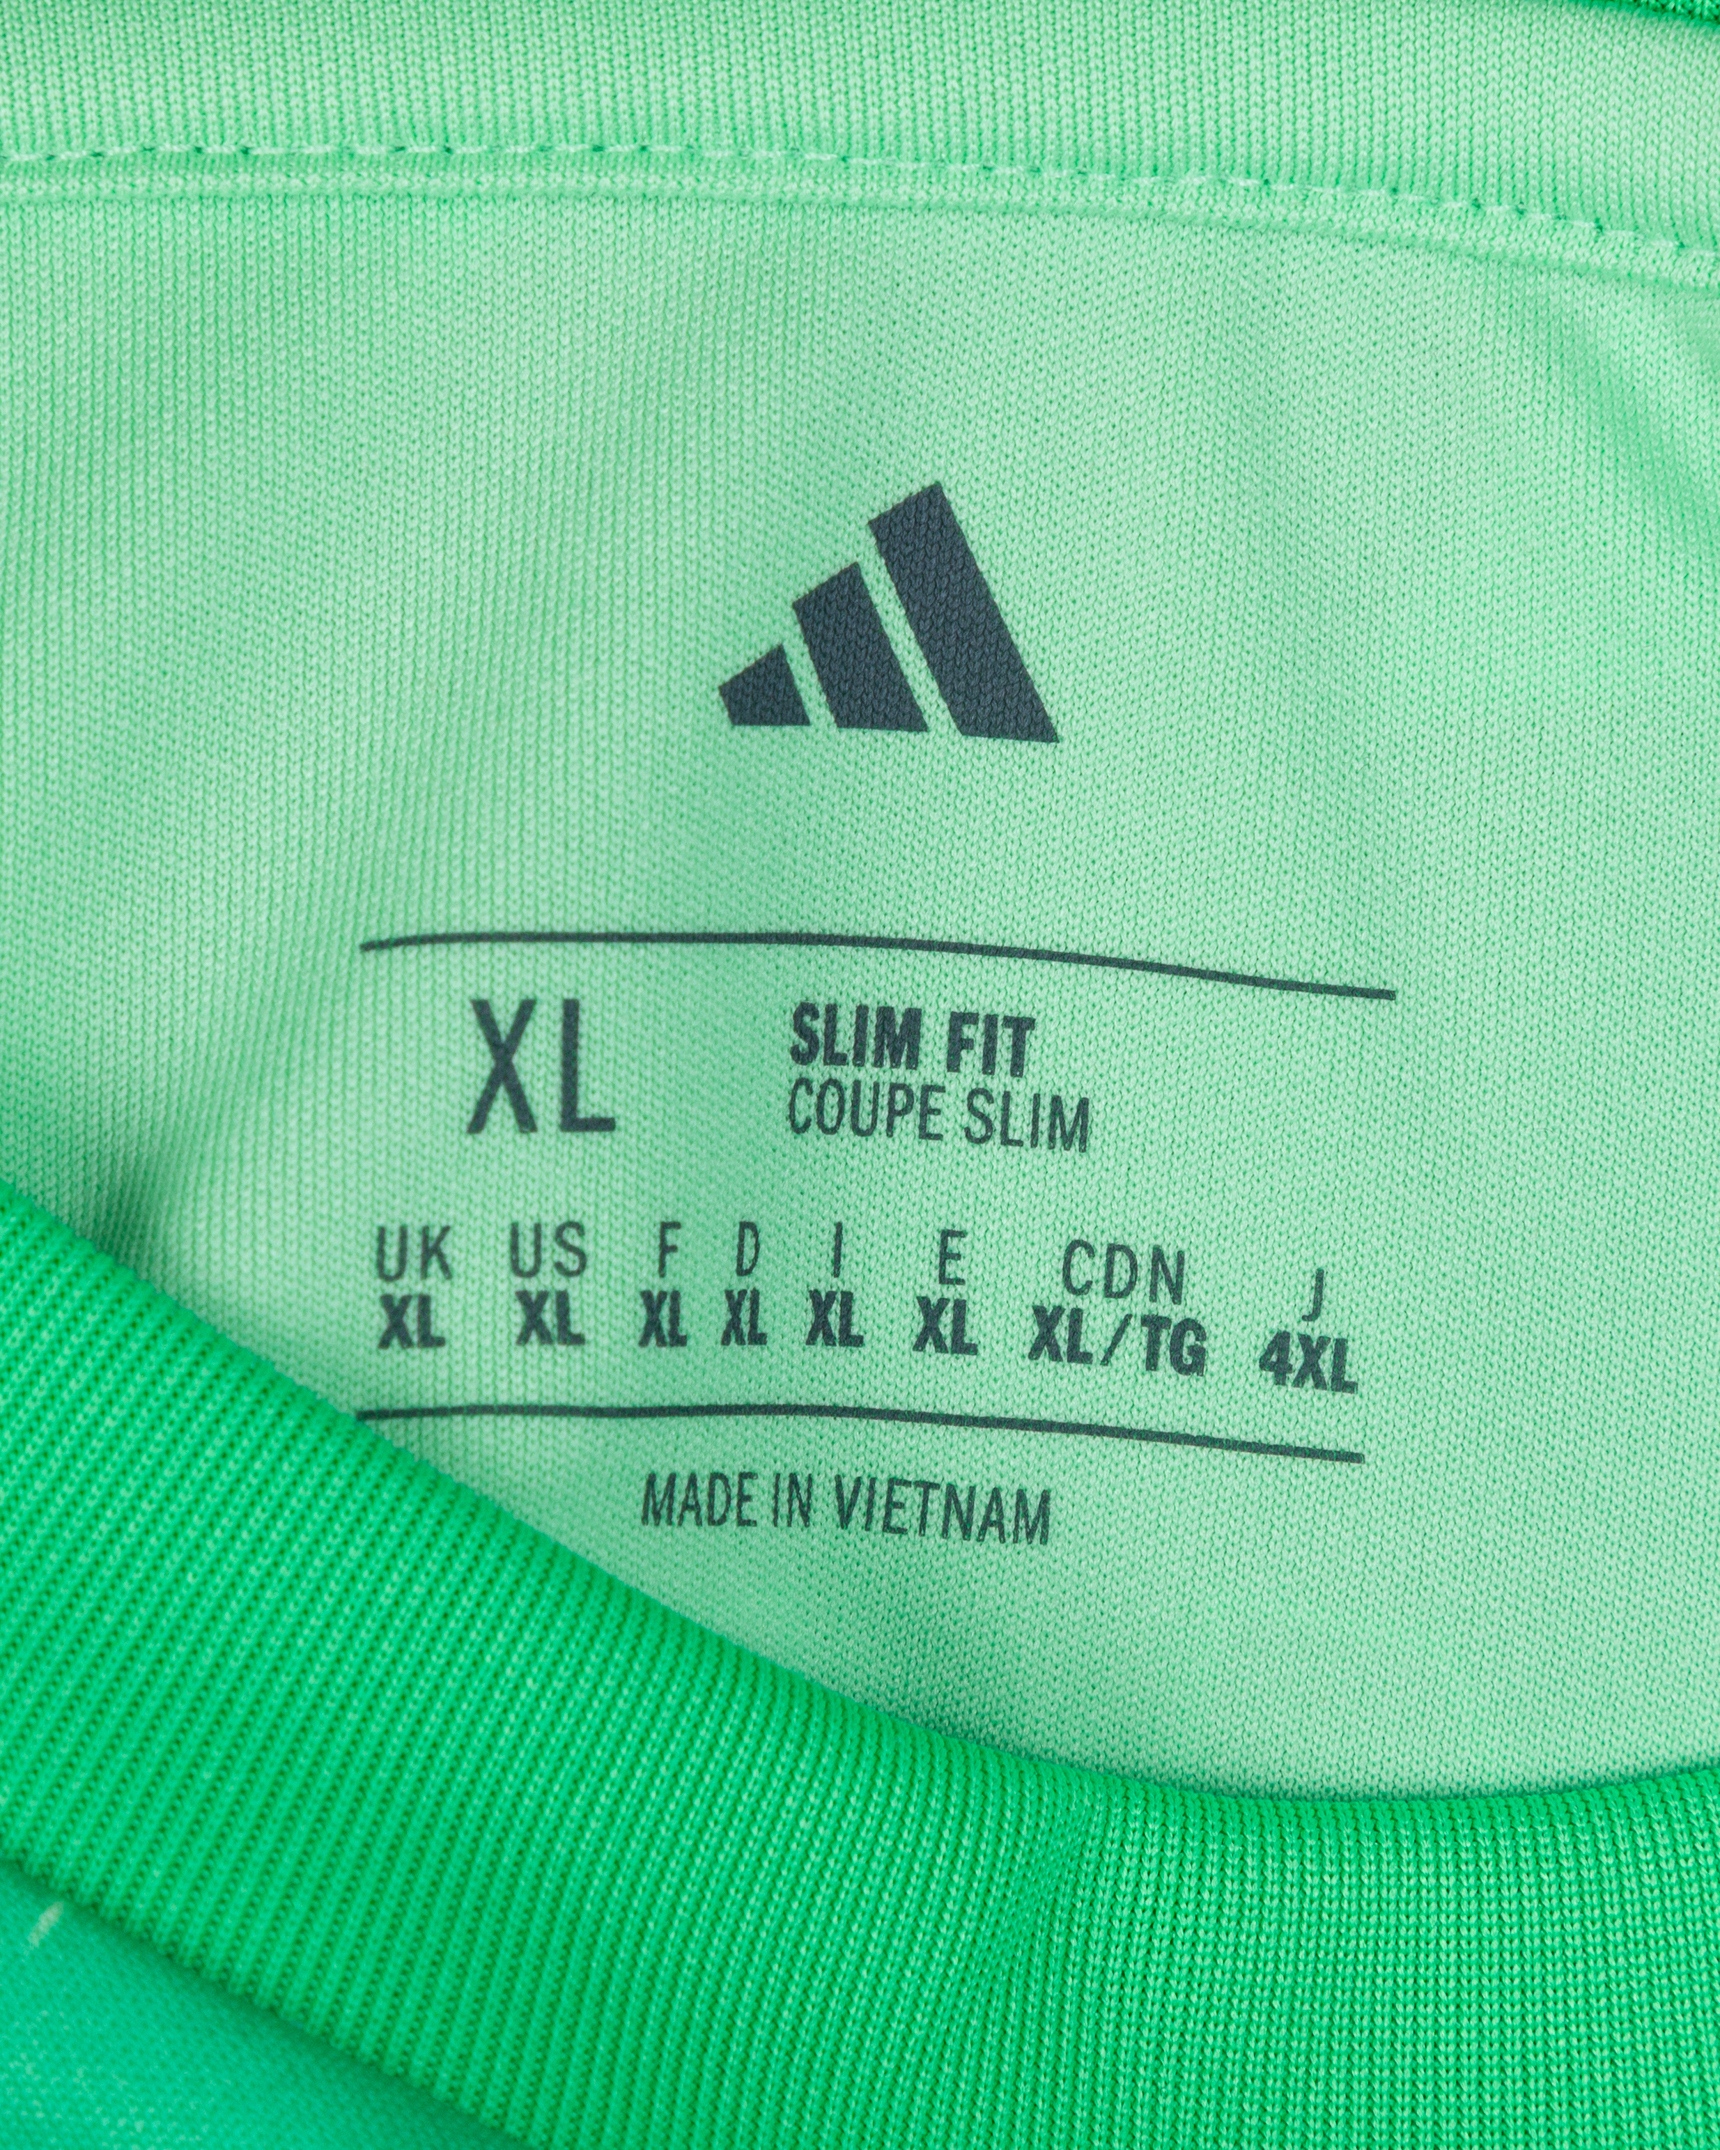 XL
SLIM FIT
COUPE SLIM
UK US F D I E CDN J
XL XL XL XL XL XL XL/TG 4XL
MADE IN VIETNAM